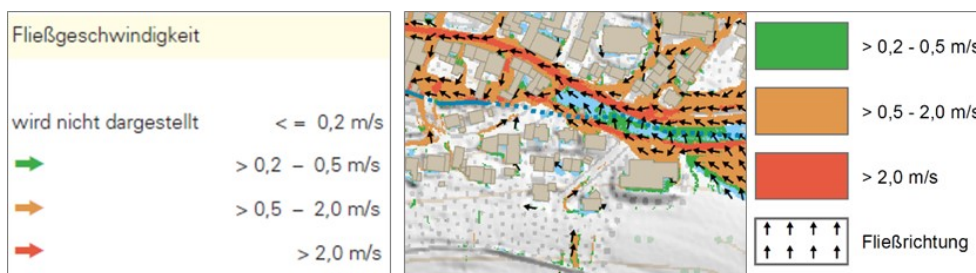 Fließgeschwindigkeit
wird nicht dargestellt <= 0,2 m/s
> 0,2 – 0,5 m/s
> 0,5 – 2,0 m/s
> 2,0 m/s
> 0,2 - 0,5 m/s
> 0,5 - 2,0 m/s
> 2,0 m/s
Fließrichtung